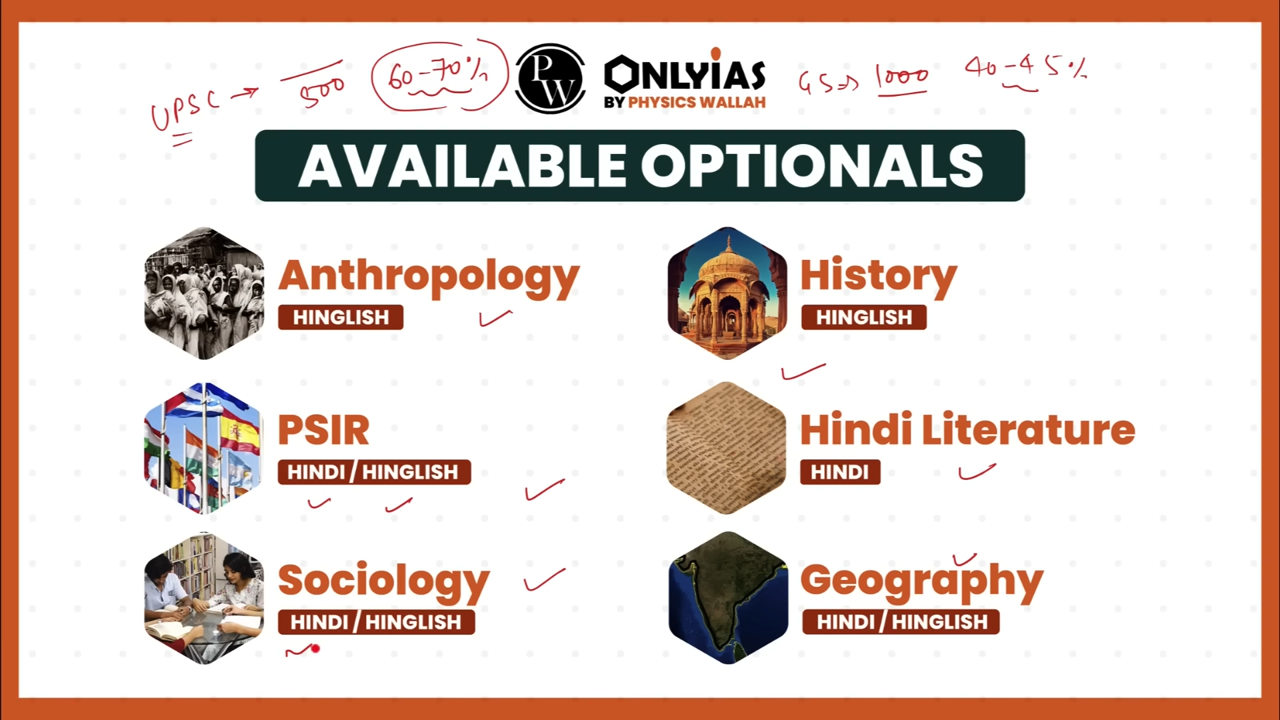 UPSC → 500 60-70%
PW ONLYIAS
BY PHYSICS WALLAH
GS → 1000 40-45%
AVAILABLE OPTIONALS
Anthropology
HINGLISH
History
HINGLISH
PSIR
HINDI / HINGLISH
Hindi Literature
HINDI
Sociology
HINDI / HINGLISH
Geography
HINDI / HINGLISH